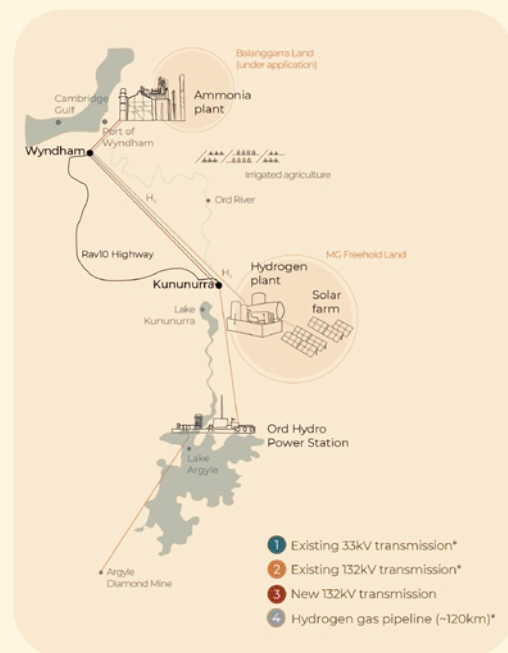 Balanggarra Land
(under application)
Cambridge
Gulf
Ammonia
plant
Port of
Wyndham
Wyndham
Irrigated agriculture
H₂
Ord River
Rav10 Highway
MG Freehold Land
H₂
Hydrogen
plant
Kununurra
Solar
farm
Lake
Kununurra
Ord Hydro
Power Station
Lake
Argyle
1 Existing 33kV transmission*
2 Existing 132kV transmission*
Argyle
Diamond Mine
3 New 132kV transmission
4 Hydrogen gas pipeline (~120km)*